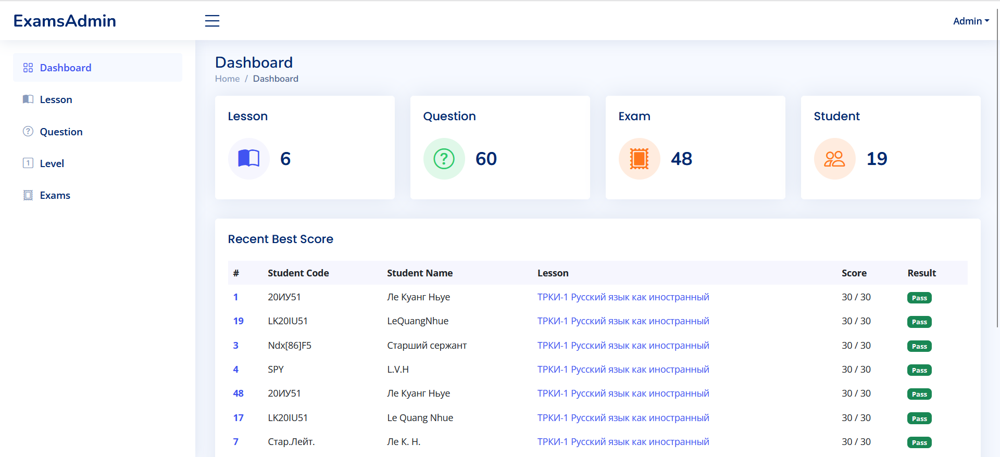 ExamsAdmin
Admin
Dashboard
Lesson
Question
1 Level
Exams
Dashboard
Home / Dashboard
Lesson
6
Question
? 60
Exam
48
Student
19
Recent Best Score
# Student Code Student Name Lesson Score Result
1 20ИУ51 Ле Куанг Ньуе ТРКИ-1 Русский язык как иностранный 30 / 30 Pass
19 LK20IU51 LeQuangNhue ТРКИ-1 Русский язык как иностранный 30 / 30 Pass
3 Ndx[86]F5 Старший сержант ТРКИ-1 Русский язык как иностранный 30 / 30 Pass
4 SPY L.V.H ТРКИ-1 Русский язык как иностранный 30 / 30 Pass
48 20ИУ51 Ле Куанг Ньуе ТРКИ-1 Русский язык как иностранный 30 / 30 Pass
17 LK20IU51 Le Quang Nhue ТРКИ-1 Русский язык как иностранный 30 / 30 Pass
7 Стар.Лейт. Ле К. Н. ТРКИ-1 Русский язык как иностранный 30 / 30 Pass